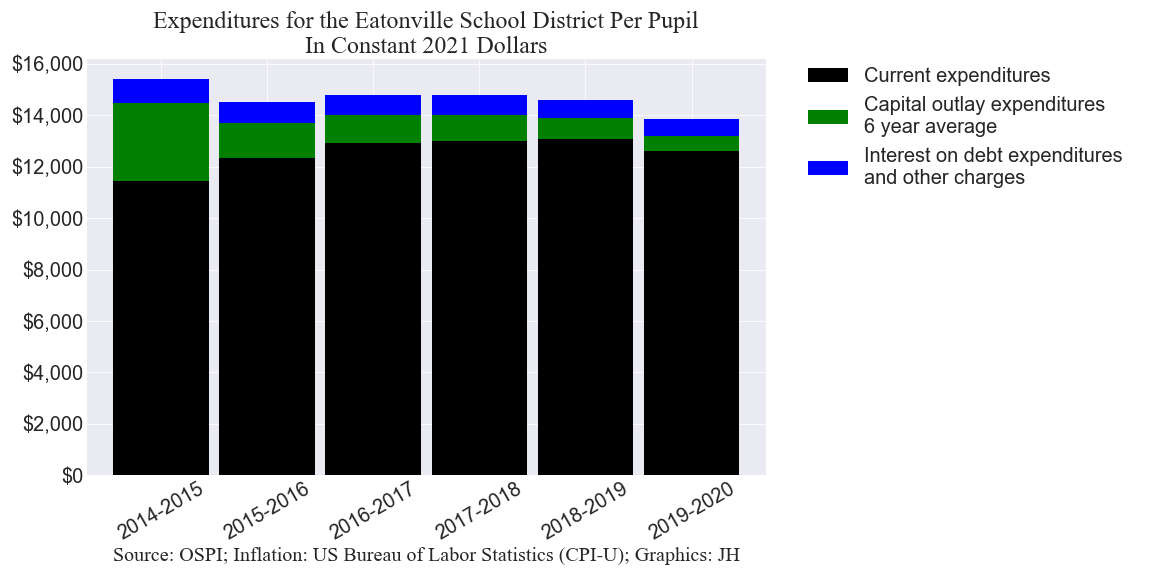 Expenditures for the Eatonville School District Per Pupil
In Constant 2021 Dollars
$16,000
$14,000
$12,000
$10,000
$8,000
$6,000
$4,000
$2,000
$0
2014-2015
2015-2016
2016-2017
2017-2018
2018-2019
2019-2020
Current expenditures
Capital outlay expenditures
6 year average
Interest on debt expenditures
and other charges
Source: OSPI; Inflation: US Bureau of Labor Statistics (CPI-U); Graphics: JH